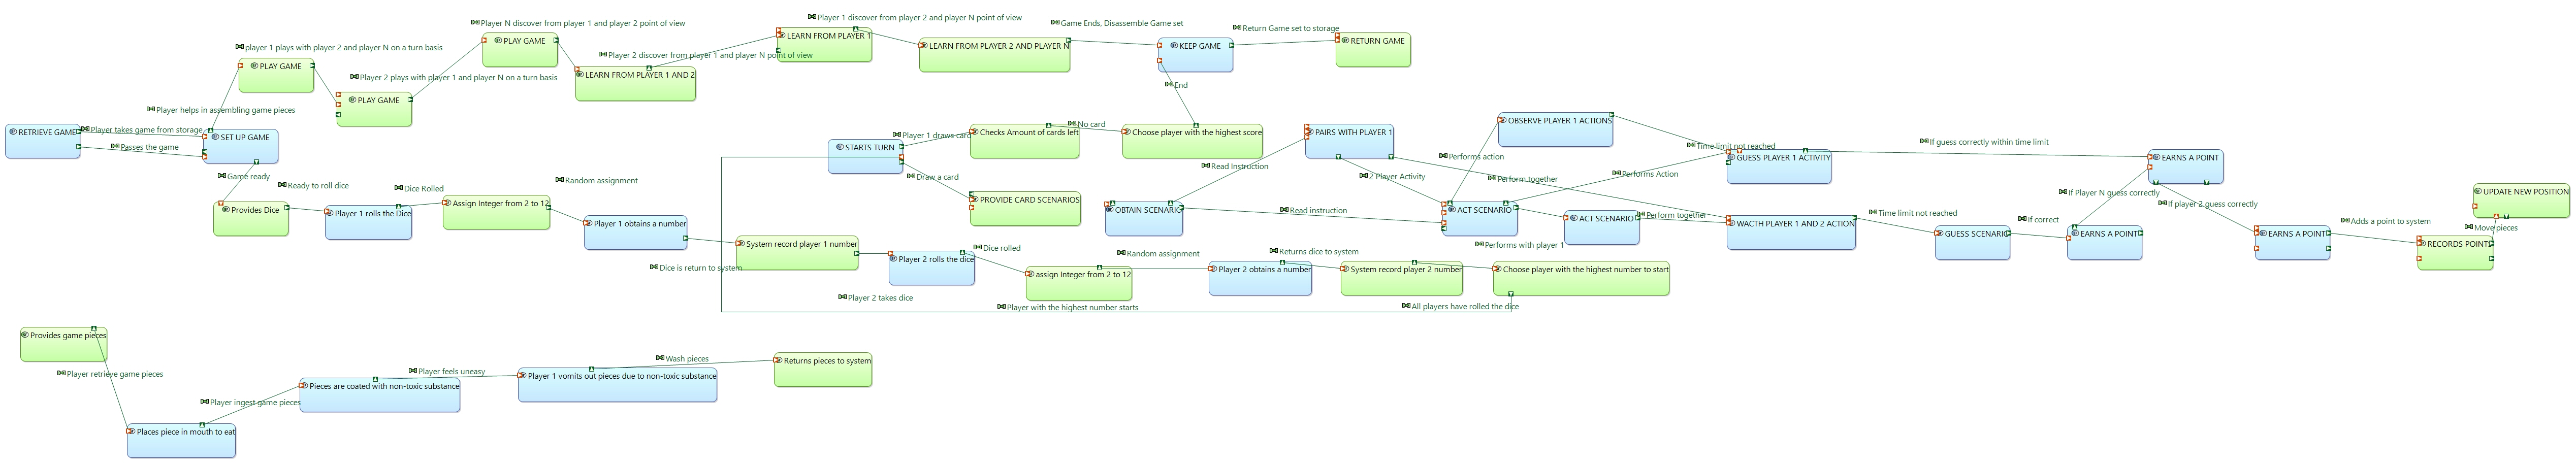 Player N discover from player 1 and player 2 point of view
Player 1 discover from player 2 and player N point of view
Game Ends, Disassemble Game set
Return Game set to storage
PLAY GAME
LEARN FROM PLAYER 1
LEARN FROM PLAYER 2 AND PLAYER N
KEEP GAME
RETURN GAME
player 1 plays with player 2 and player N on a turn basis
Player 2 discover from player 1 and player N point of view
PLAY GAME
Player 2 plays with player 1 and player N on a turn basis
LEARN FROM PLAYER 1 AND 2
End
PLAY GAME
Player helps in assembling game pieces
RETRIEVE GAME
Player takes game from storage
SET UP GAME
Passes the game
Game ready
Player 1 draws card
STARTS TURN
Checks Amount of cards left
No card
Choose player with the highest score
PAIRS WITH PLAYER 1
OBSERVE PLAYER 1 ACTIONS
Time limit not reached
If guess correctly within time limit
Performs action
GUESS PLAYER 1 ACTIVITY
EARNS A POINT
Read Instruction
Draw a card
2 Player Activity
Perform together
Performs Action
Ready to roll dice
Dice Rolled
Random assignment
PROVIDE CARD SCENARIOS
If Player N guess correctly
If player 2 guess correctly
UPDATE NEW POSITION
Provides Dice
Player 1 rolls the Dice
Assign Integer from 2 to 12
Player 1 obtains a number
OBTAIN SCENARIO
Read instruction
ACT SCENARIO
ACT SCENARIO
Perform together
WACTH PLAYER 1 AND 2 ACTION
Time limit not reached
GUESS SCENARIO
If correct
EARNS A POINT
EARNS A POINT
Adds a point to system
Move pieces
RECORDS POINTS
System record player 1 number
Dice is return to system
Player 2 rolls the dice
Dice rolled
assign Integer from 2 to 12
Random assignment
Player 2 obtains a number
Returns dice to system
System record player 2 number
Performs with player 1
Choose player with the highest number to start
Player 2 takes dice
Player with the highest number starts
All players have rolled the dice
Provides game pieces
Player retrieve game pieces
Places piece in mouth to eat
Player ingest game pieces
Pieces are coated with non-toxic substance
Player feels uneasy
Player 1 vomits out pieces due to non-toxic substance
Wash pieces
Returns pieces to system